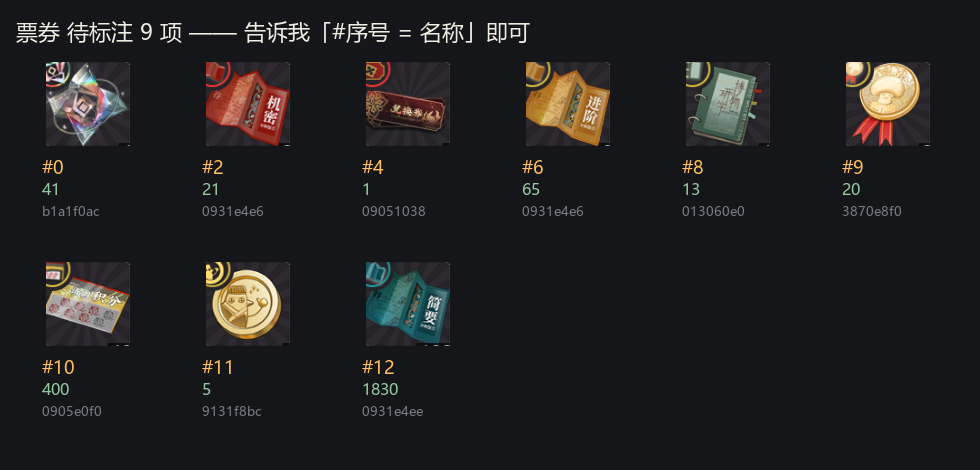 票券 待标注 9 项 —— 告诉我「#序号 = 名称」即可
机密
兑换券
进阶
积分
简要
#0
#2
#4
#6
#8
#9
41
21
1
65
13
20
b1a1f0ac
0931e4e6
09051038
0931e4e6
013060e0
3870e8f0
#10
#11
#12
400
5
1830
0905e0f0
9131f8bc
0931e4ee